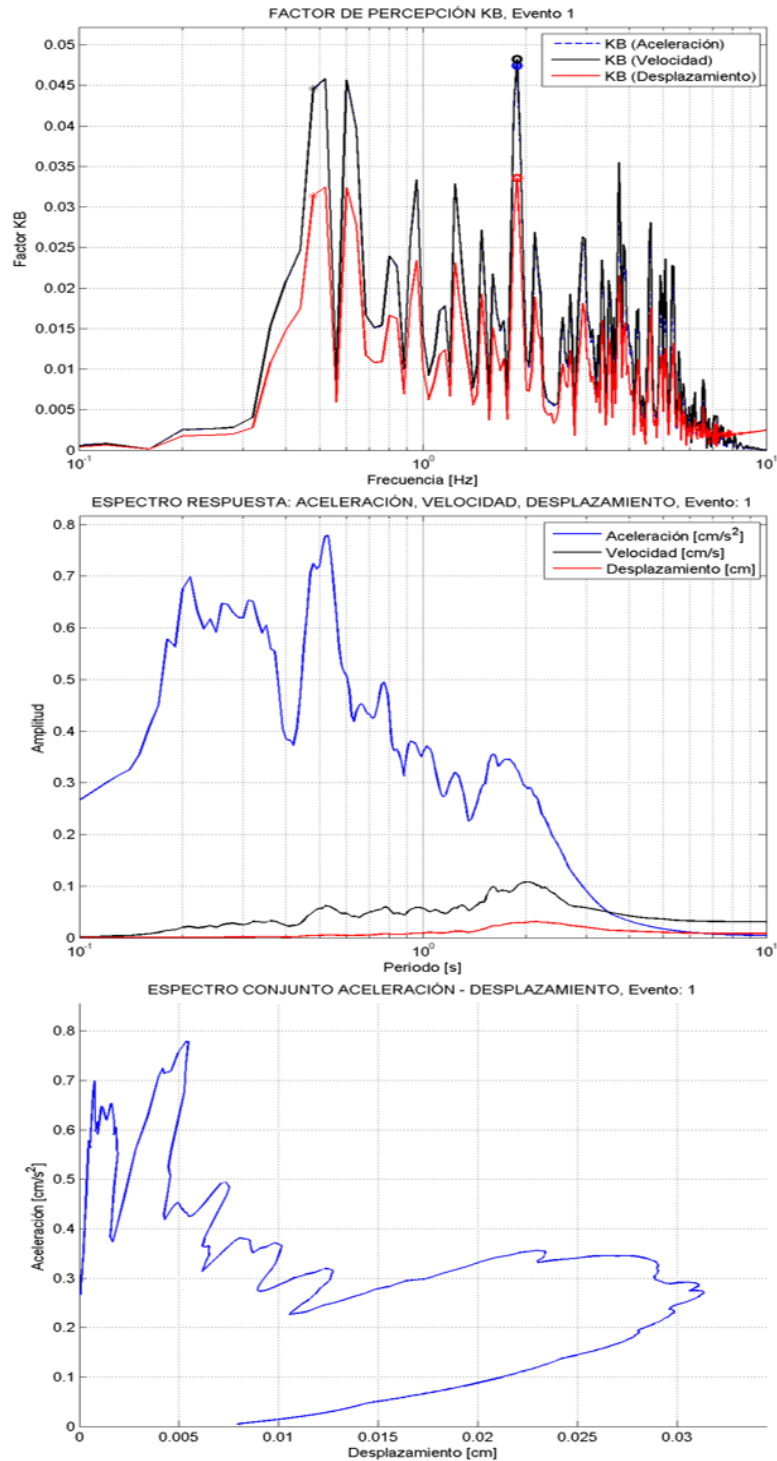 FACTOR DE PERCEPCIÓN KB, Evento 1
KB (Aceleración)
KB (Velocidad)
KB (Desplazamiento)
0.05
0.045
0.04
0.035
0.03
0.025
0.02
0.015
0.01
0.005
0
Factor KB
10^-1
10^0
10^1
Frecuencia [Hz]
ESPECTRO RESPUESTA: ACELERACIÓN, VELOCIDAD, DESPLAZAMIENTO, Evento: 1
Aceleración [cm/s^2]
Velocidad [cm/s]
Desplazamiento [cm]
0.8
0.7
0.6
0.5
0.4
0.3
0.2
0.1
0
Amplitud
10^-1
10^0
10^1
Periodo [s]
ESPECTRO CONJUNTO ACELERACIÓN - DESPLAZAMIENTO, Evento: 1
0.8
0.7
0.6
0.5
0.4
0.3
0.2
0.1
0
Aceleración [cm/s^2]
0
0.005
0.01
0.015
0.02
0.025
0.03
Desplazamiento [cm]